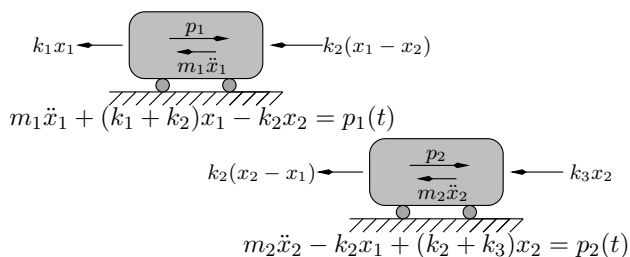 p₁
k₁x₁ k₂(x₁ − x₂)
m₁ẍ₁
m₁ẍ₁ + (k₁ + k₂)x₁ − k₂x₂ = p₁(t)
p₂
k₂(x₂ − x₁) k₃x₂
m₂ẍ₂
m₂ẍ₂ − k₂x₁ + (k₂ + k₃)x₂ = p₂(t)